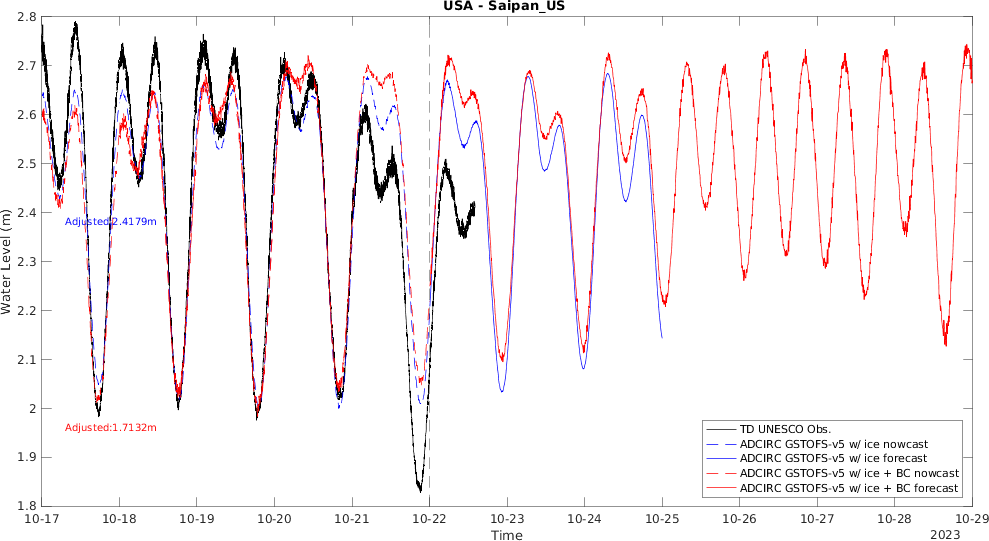 USA - Saipan_US
2.8
2.7
2.6
2.5
2.4
2.3
2.2
2.1
2
1.9
1.8
Water Level (m)
Adjusted:2.4179m
Adjusted:1.7132m
TD UNESCO Obs.
ADCIRC GSTOFS-v5 w/ ice nowcast
ADCIRC GSTOFS-v5 w/ ice forecast
ADCIRC GSTOFS-v5 w/ ice + BC nowcast
ADCIRC GSTOFS-v5 w/ ice + BC forecast
10-17 10-18 10-19 10-20 10-21 10-22 10-23 10-24 10-25 10-26 10-27 10-28 10-29
Time
2023